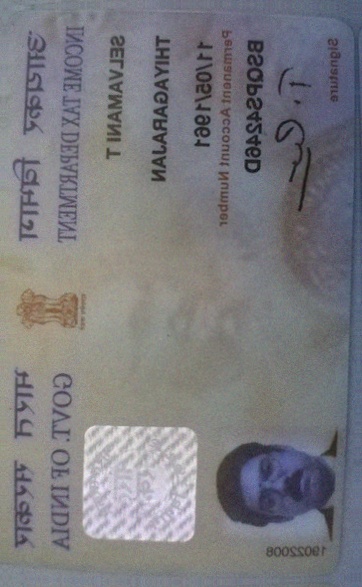 आयकर विभाग भारत सरकार
INCOME TAX DEPARTMENT GOVT. OF INDIA
SELVAMANI T
THIYAGARAJAN
11/05/1961
Permanent Account Number
BSQPS4246D
Signature
19022008